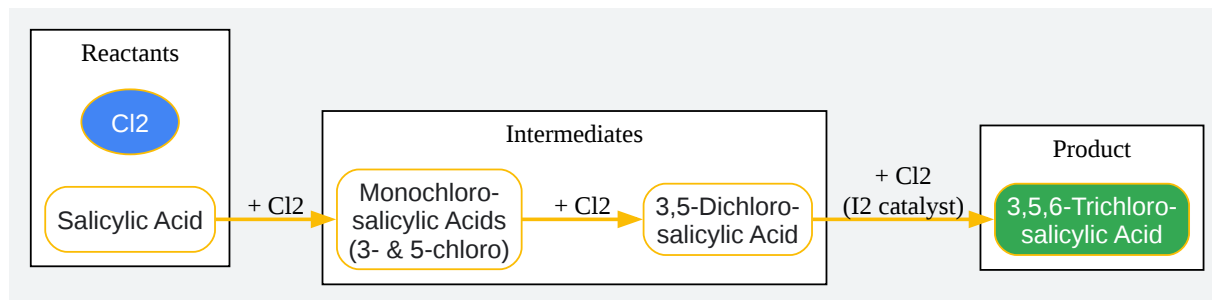 Reactants
Cl2
Salicylic Acid
+ Cl2
Intermediates
Monochloro-
salicylic Acids
(3- & 5-chloro)
+ Cl2
3,5-Dichloro-
salicylic Acid
+ Cl2
(I2 catalyst)
Product
3,5,6-Trichloro-
salicylic Acid